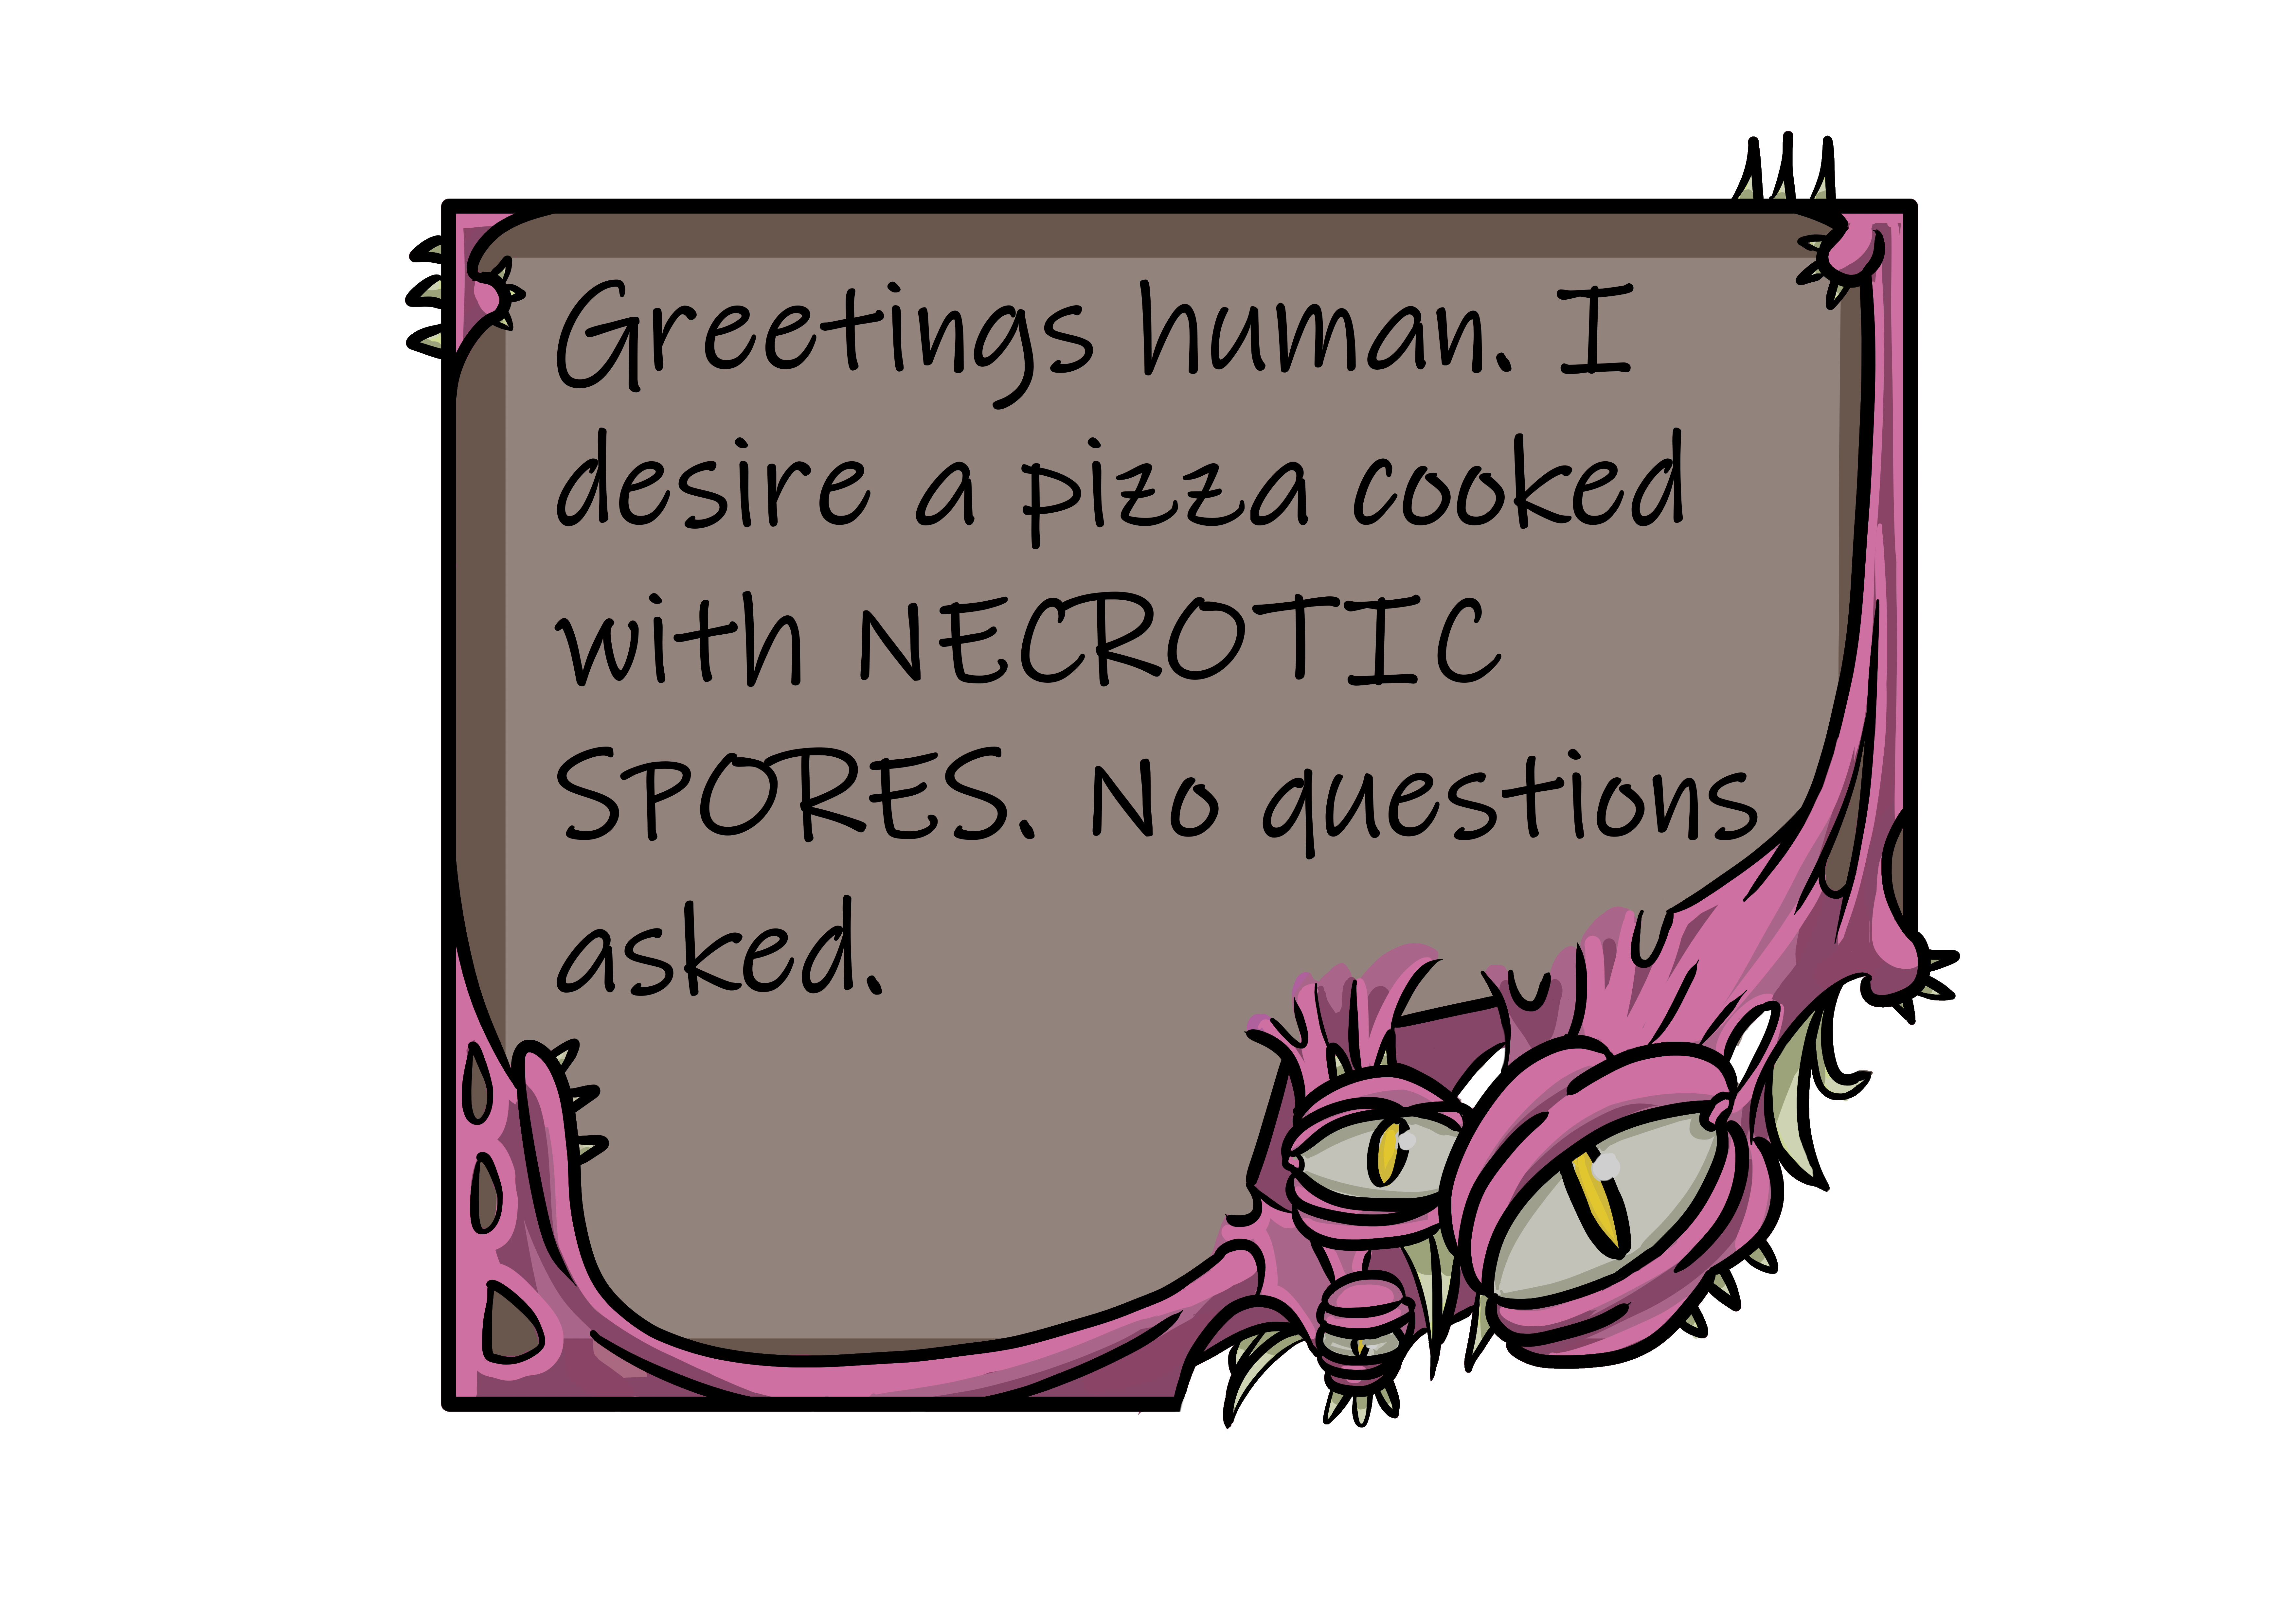 Greetings human. I
desire a pizza cooked
with NECROTIC
SPORES. No questions
asked.